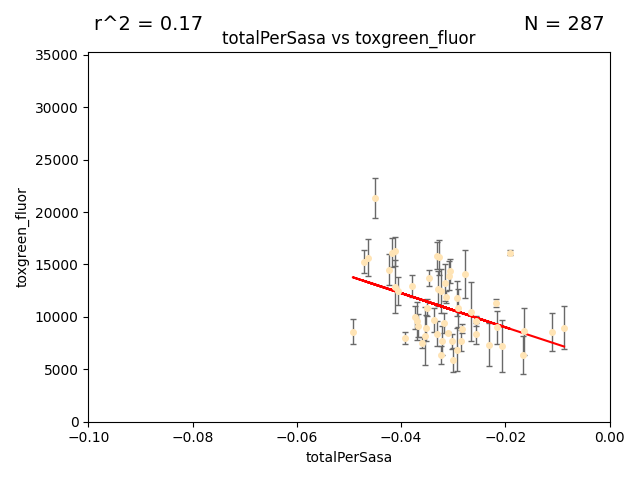 r^2 = 0.17
N = 287
totalPerSasa vs toxgreen_fluor
toxgreen_fluor
35000
30000
25000
20000
15000
10000
5000
0
−0.10
−0.08
−0.06
−0.04
−0.02
0.00
totalPerSasa